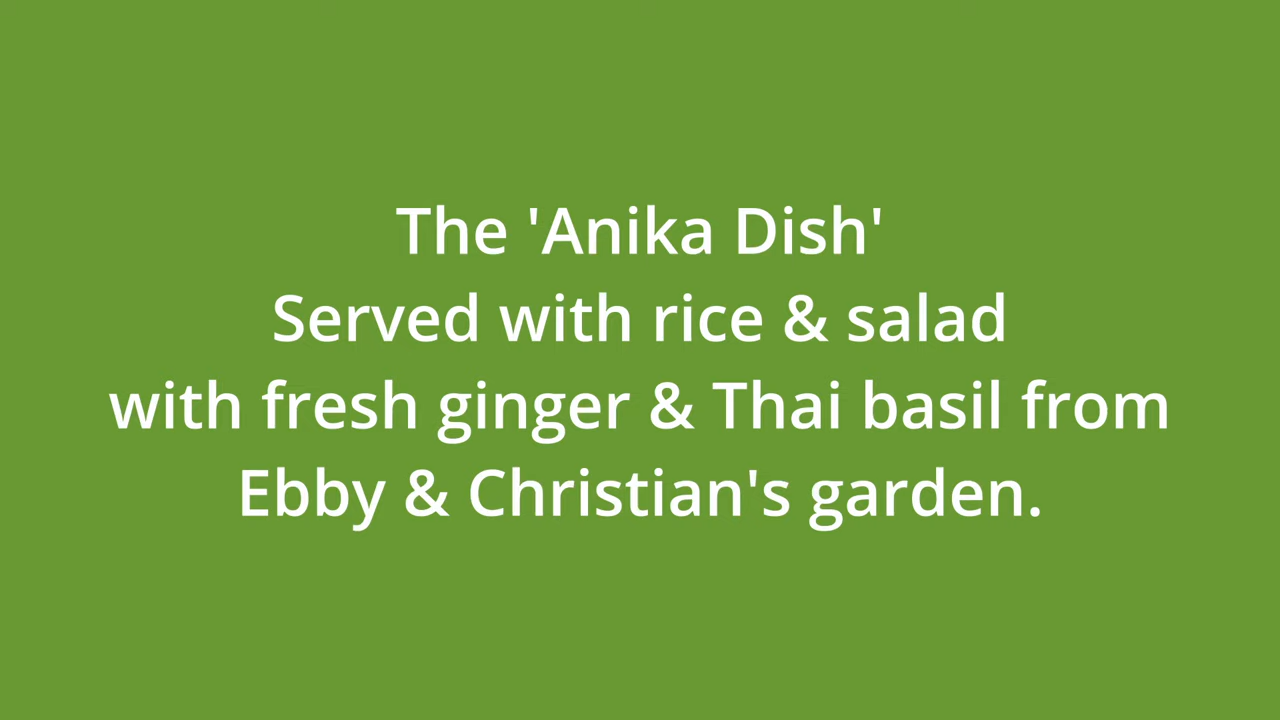 The 'Anika Dish'
Served with rice & salad
with fresh ginger & Thai basil from
Ebby & Christian's garden.